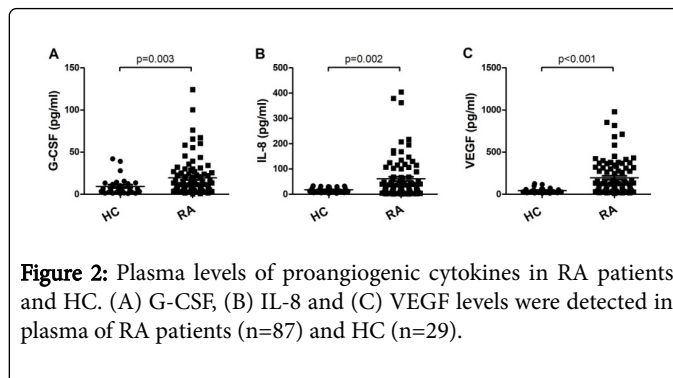 A
p=0.003
G-CSF (pg/ml)
150
100
50
0
HC
RA
B
p=0.002
IL-8 (pg/ml)
500
400
300
200
100
0
HC
RA
C
p<0.001
VEGF (pg/ml)
1500
1000
500
0
HC
RA
Figure 2: Plasma levels of proangiogenic cytokines in RA patients
and HC. (A) G-CSF, (B) IL-8 and (C) VEGF levels were detected in
plasma of RA patients (n=87) and HC (n=29).